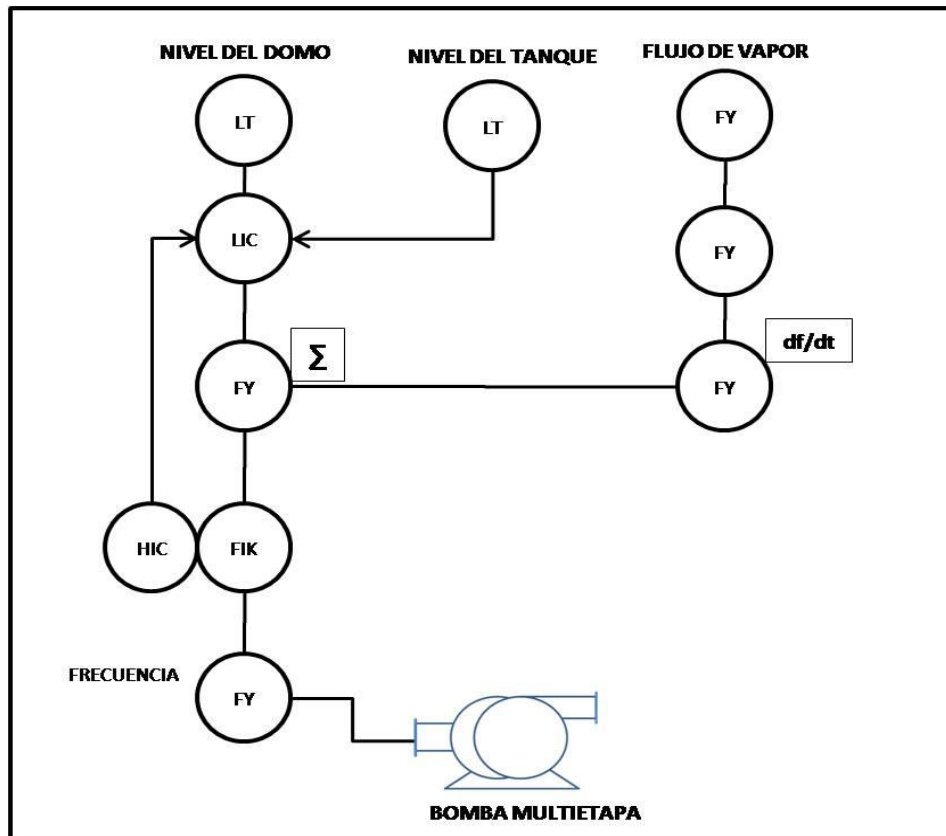 NIVEL DEL DOMO
NIVEL DEL TANQUE
FLUJO DE VAPOR
LT
LT
FY
LIC
FY
FY
Σ
FY
df/dt
HIC
FIK
FRECUENCIA
FY
BOMBA MULTIETAPA